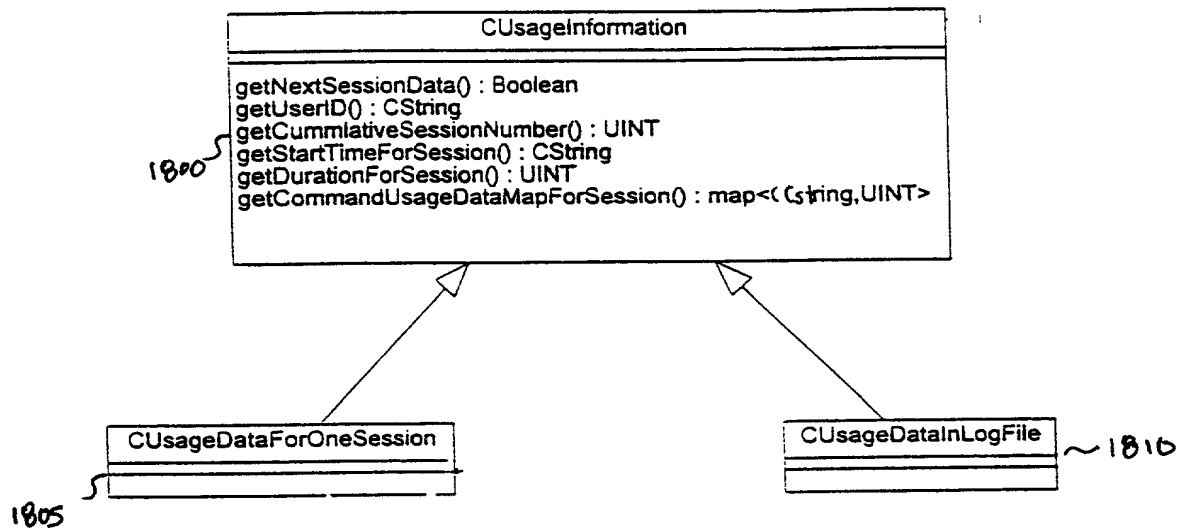 CUsageInformation
getNextSessionData() : Boolean
getUserID() : CString
getCummlativeSessionNumber() : UINT
1800
getStartTimeForSession() : CString
getDurationForSession() : UINT
getCommandUsageDataMapForSession() : map<(Cstring,UINT>
CUsageDataForOneSession
CUsageDataInLogFile
1810
1805